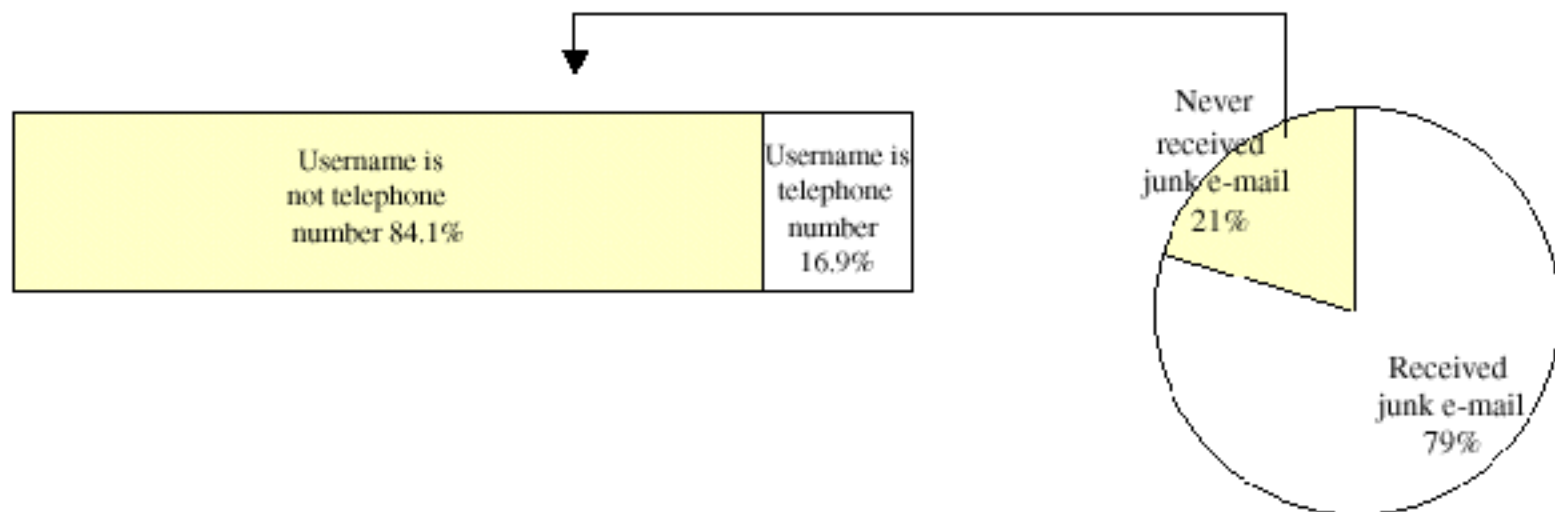 Username is
not telephone
number 84.1%
Username is
telephone
number
16.9%
Never
received
junk e-mail
21%
Received
junk e-mail
79%